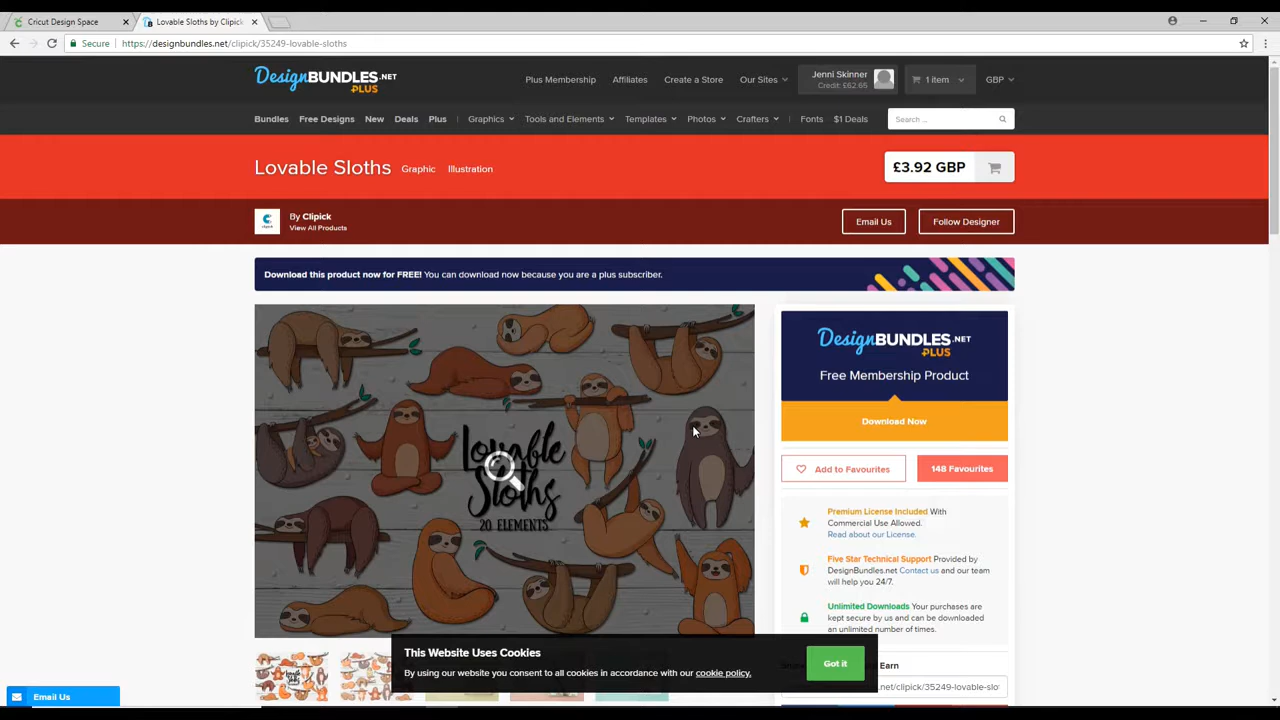 Cricut Design Space
Lovable Sloths by Clipick
Secure
https://designbundles.net/clipick/35249-lovable-sloths
DesignBUNDLES.NET
PLUS
Plus Membership
Affiliates
Create a Store
Our Sites
Jenni Skinner
Credit: £62.65
1 item
GBP
Bundles
Free Designs
New
Deals
Plus
Graphics
Tools and Elements
Templates
Photos
Crafters
Fonts
$1 Deals
Search ...
Lovable Sloths
Graphic
Illustration
£3.92 GBP
By Clipick
View All Products
Email Us
Follow Designer
Download this product now for FREE! You can download now because you are a plus subscriber.
Lovable
Sloths
20 ELEMENTS
DesignBUNDLES.NET
PLUS
Free Membership Product
Download Now
Add to Favourites
148 Favourites
Premium License Included With
Commercial Use Allowed.
Read about our License.
Five Star Technical Support Provided by
DesignBundles.net Contact us and our team
will help you 24/7.
Unlimited Downloads Your purchases are
kept secure by us and can be downloaded
an unlimited number of times.
Earn
.net/clipick/35249-lovable-slo
This Website Uses Cookies
By using our website you consent to all cookies in accordance with our cookie policy.
Got it
Email Us